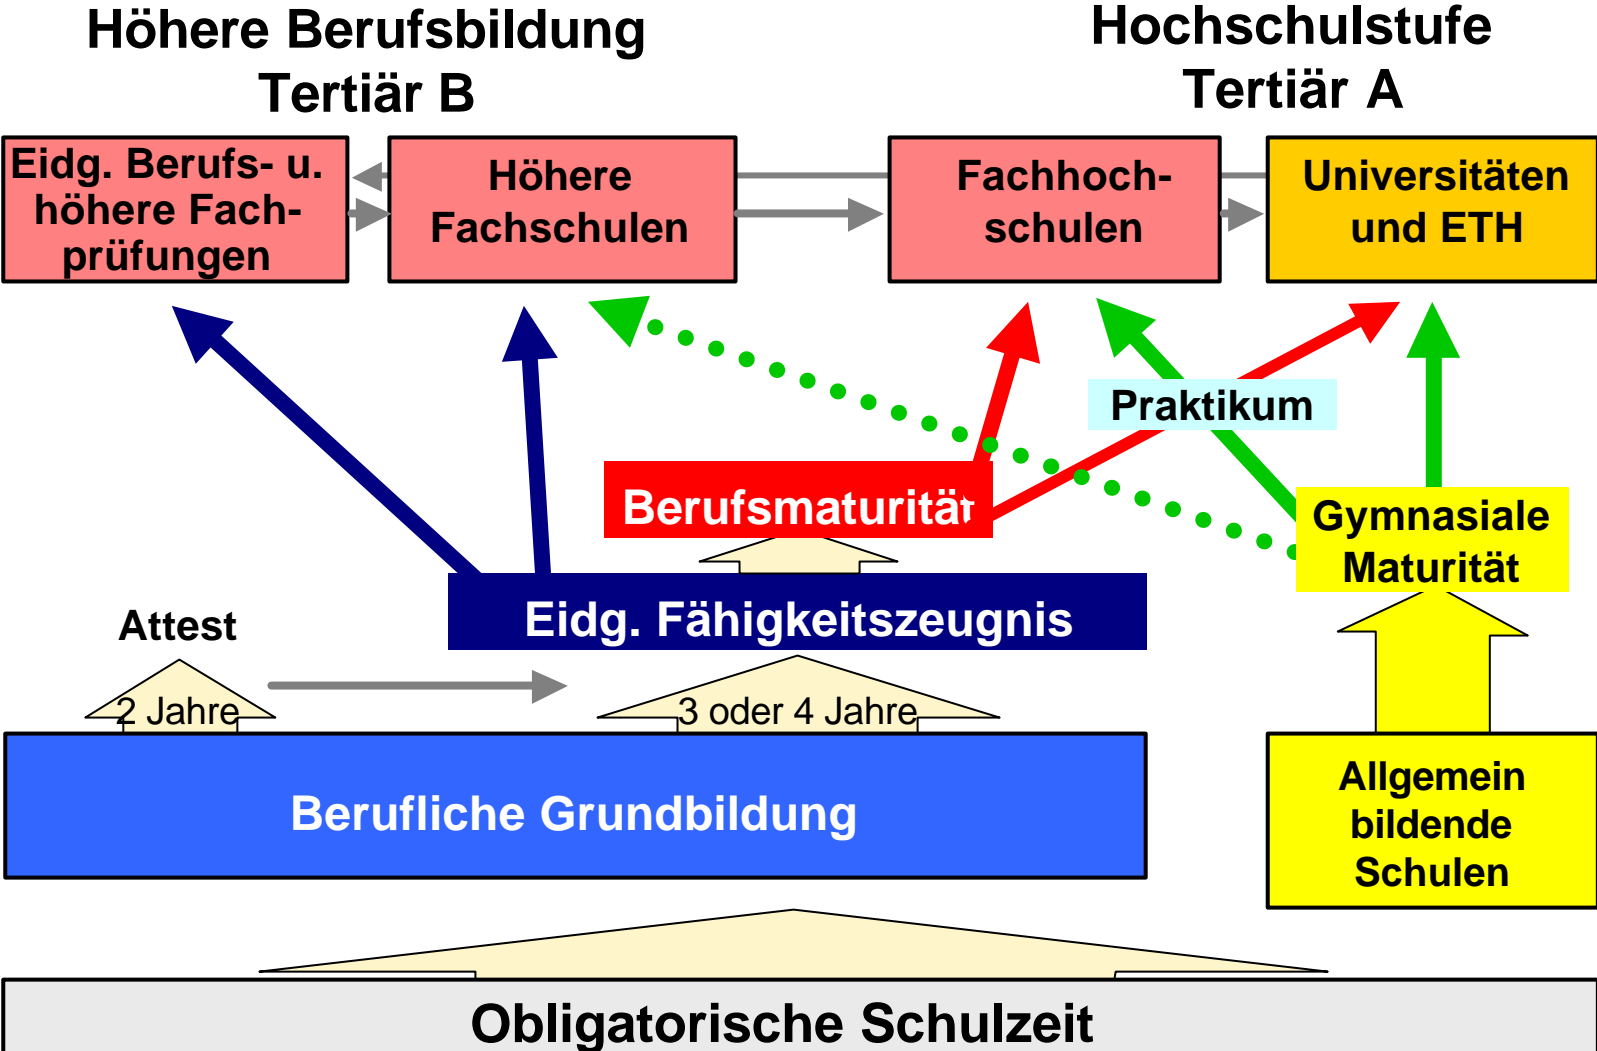 Höhere Berufsbildung
Tertiär B
Hochschulstufe
Tertiär A
Eidg. Berufs- u.
höhere Fach-
prüfungen
Höhere
Fachschulen
Fachhoch-
schulen
Universitäten
und ETH
Praktikum
Berufsmaturität
Gymnasiale
Maturität
Eidg. Fähigkeitszeugnis
Attest
2 Jahre
3 oder 4 Jahre
Berufliche Grundbildung
Allgemein
bildende
Schulen
Obligatorische Schulzeit